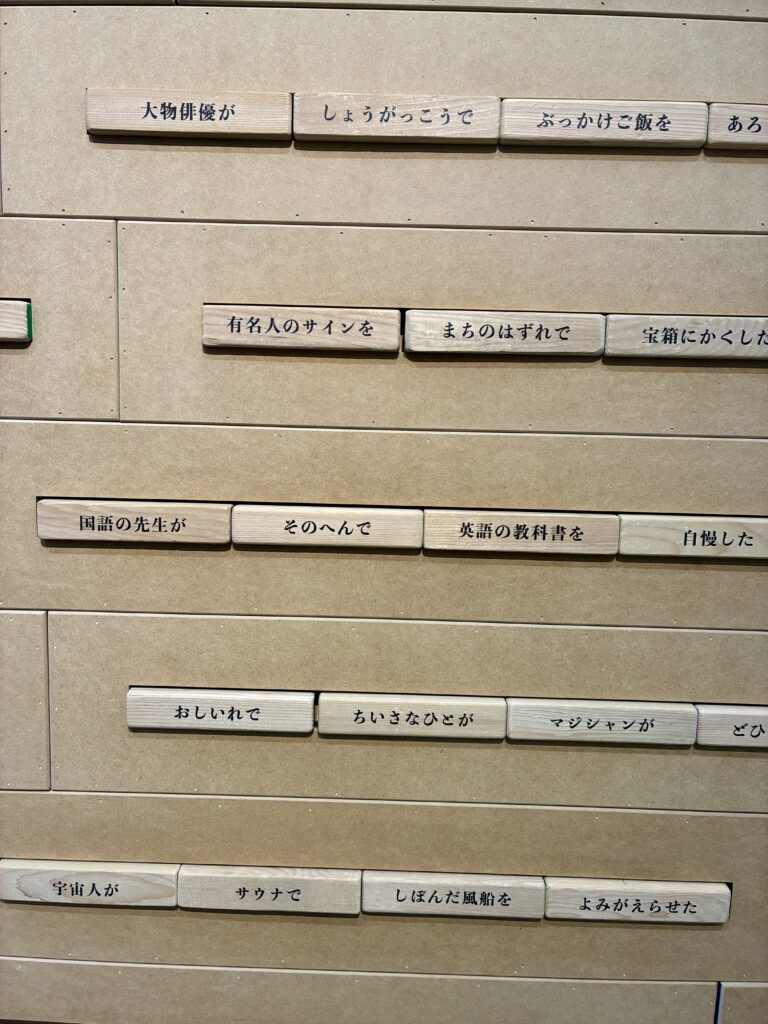 大物俳優が しょうがっこうで ぶっかけご飯を あろ
有名人のサインを まちのはずれで 宝箱にかくした
国語の先生が そのへんで 英語の教科書を 自慢した
おしいれで ちいさなひとが マジシャンが どひ
宇宙人が サウナで しぼんだ風船を よみがえらせた